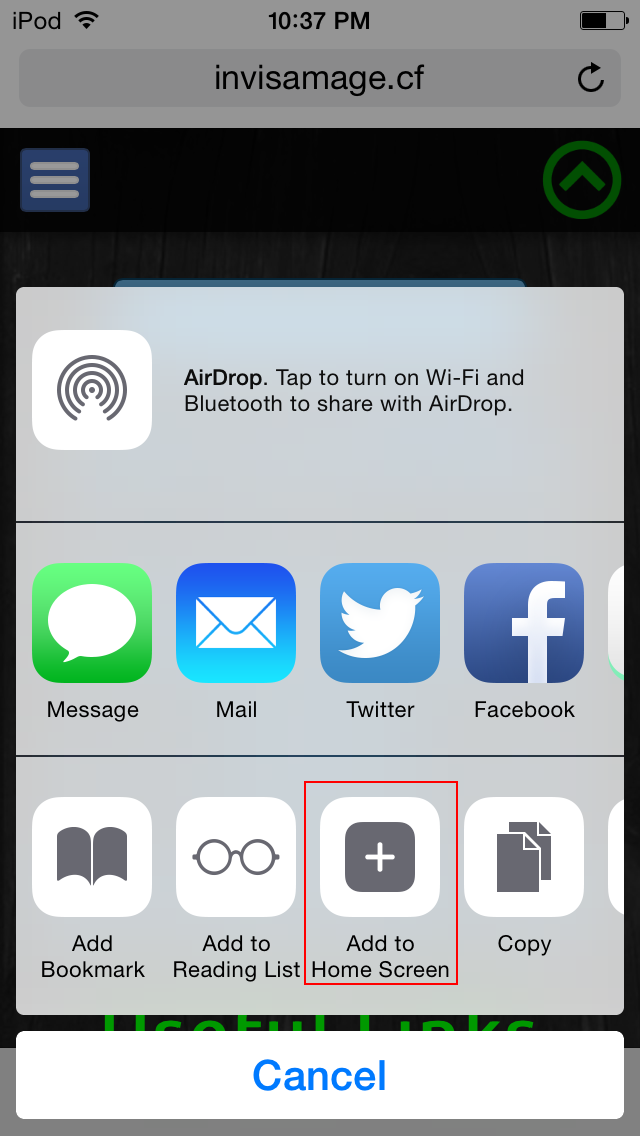 iPod 10:37 PM
invisamage.cf
AirDrop. Tap to turn on Wi-Fi and
Bluetooth to share with AirDrop.
Message Mail Twitter Facebook
Add Add to Add to Copy
Bookmark Reading List Home Screen
Useful Links
Cancel